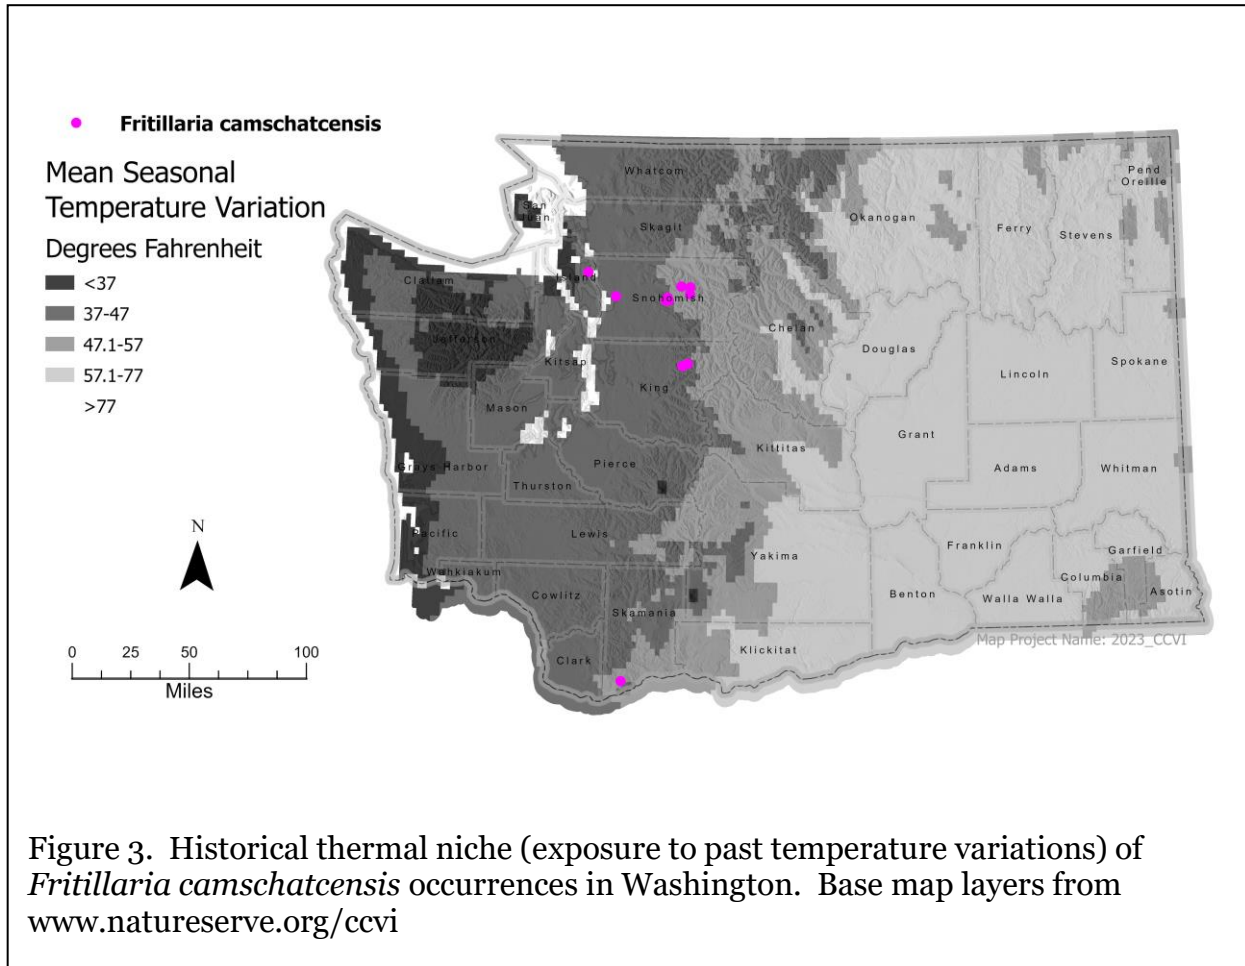 Fritillaria camschatcensis
Mean Seasonal
Temperature Variation
Degrees Fahrenheit
<37
37-47
47.1-57
57.1-77
>77
N
0 25 50 100
Miles
Whatcom
Pend
Oreille
San
Juan
Skagit
Okanogan
Ferry
Stevens
Clallam
Island
Snohomish
Chelan
Jefferson
Kitsap
Douglas
Spokane
Lincoln
King
Mason
Grant
Kittitas
Grays Harbor
Pierce
Adams
Whitman
Thurston
Pacific
Lewis
Yakima
Franklin
Garfield
Wahkiakum
Columbia
Cowlitz
Skamania
Benton
Walla Walla
Asotin
Clark
Klickitat
Map Project Name: 2023_CCVI
Figure 3. Historical thermal niche (exposure to past temperature variations) of
Fritillaria camschatcensis occurrences in Washington. Base map layers from
www.natureserve.org/ccvi